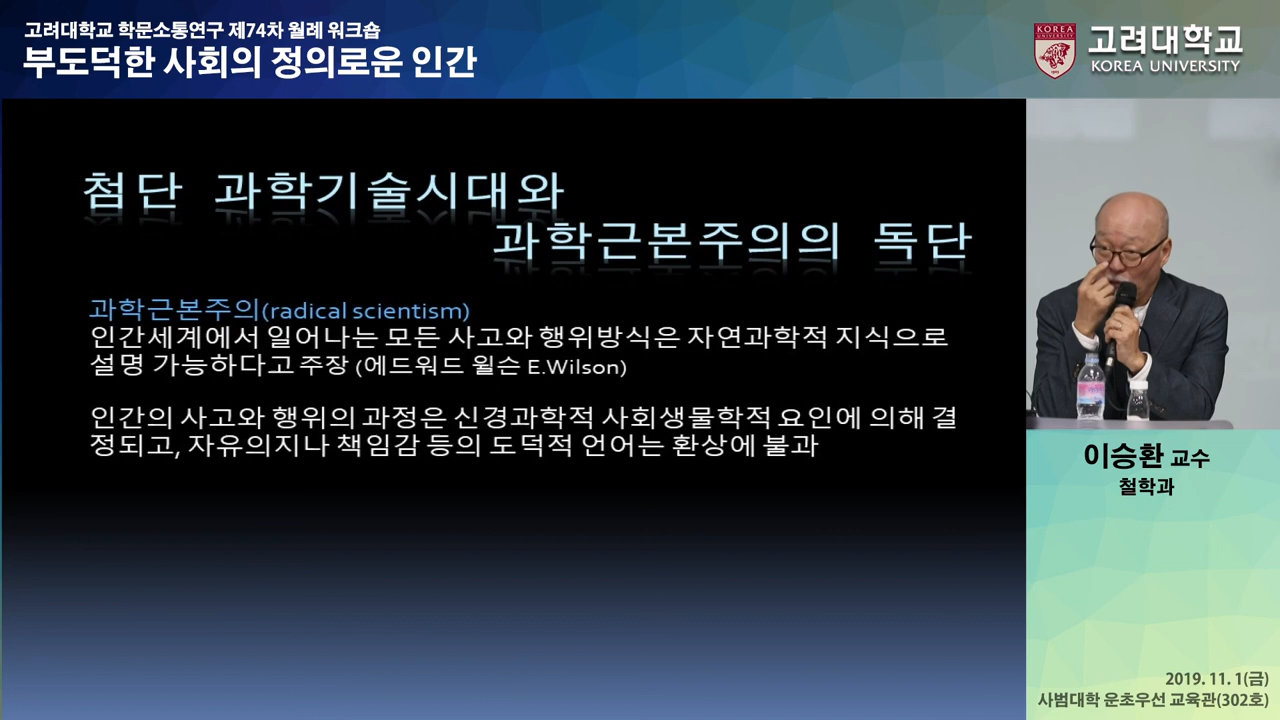 고려대학교 학문소통연구 제74차 월례 워크숍
부도덕한 사회의 정의로운 인간
KOREA
UNIVERSITY
고려대학교
KOREA UNIVERSITY
첨단 과학기술시대와
과학근본주의의 독단
과학근본주의(radical scientism)
인간세계에서 일어나는 모든 사고와 행위방식은 자연과학적 지식으로
설명 가능하다고 주장 (에드워드 윌슨 E.Wilson)
인간의 사고와 행위의 과정은 신경과학적 사회생물학적 요인에 의해 결
정되고, 자유의지나 책임감 등의 도덕적 언어는 환상에 불과
이승환 교수
철학과
2019. 11. 1(금)
사범대학 운초우선 교육관(302호)